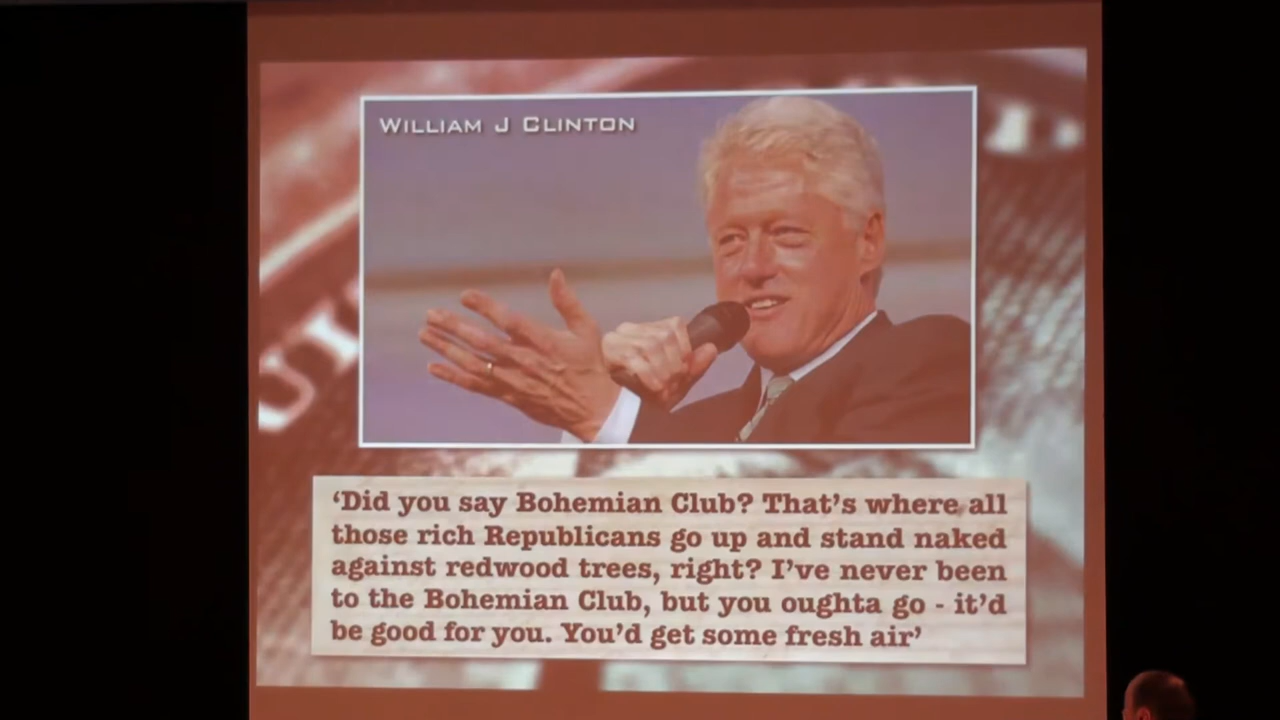 WILLIAM J CLINTON
‘Did you say Bohemian Club? That’s where all
those rich Republicans go up and stand naked
against redwood trees, right? I’ve never been
to the Bohemian Club, but you oughta go - it’d
be good for you. You’d get some fresh air’